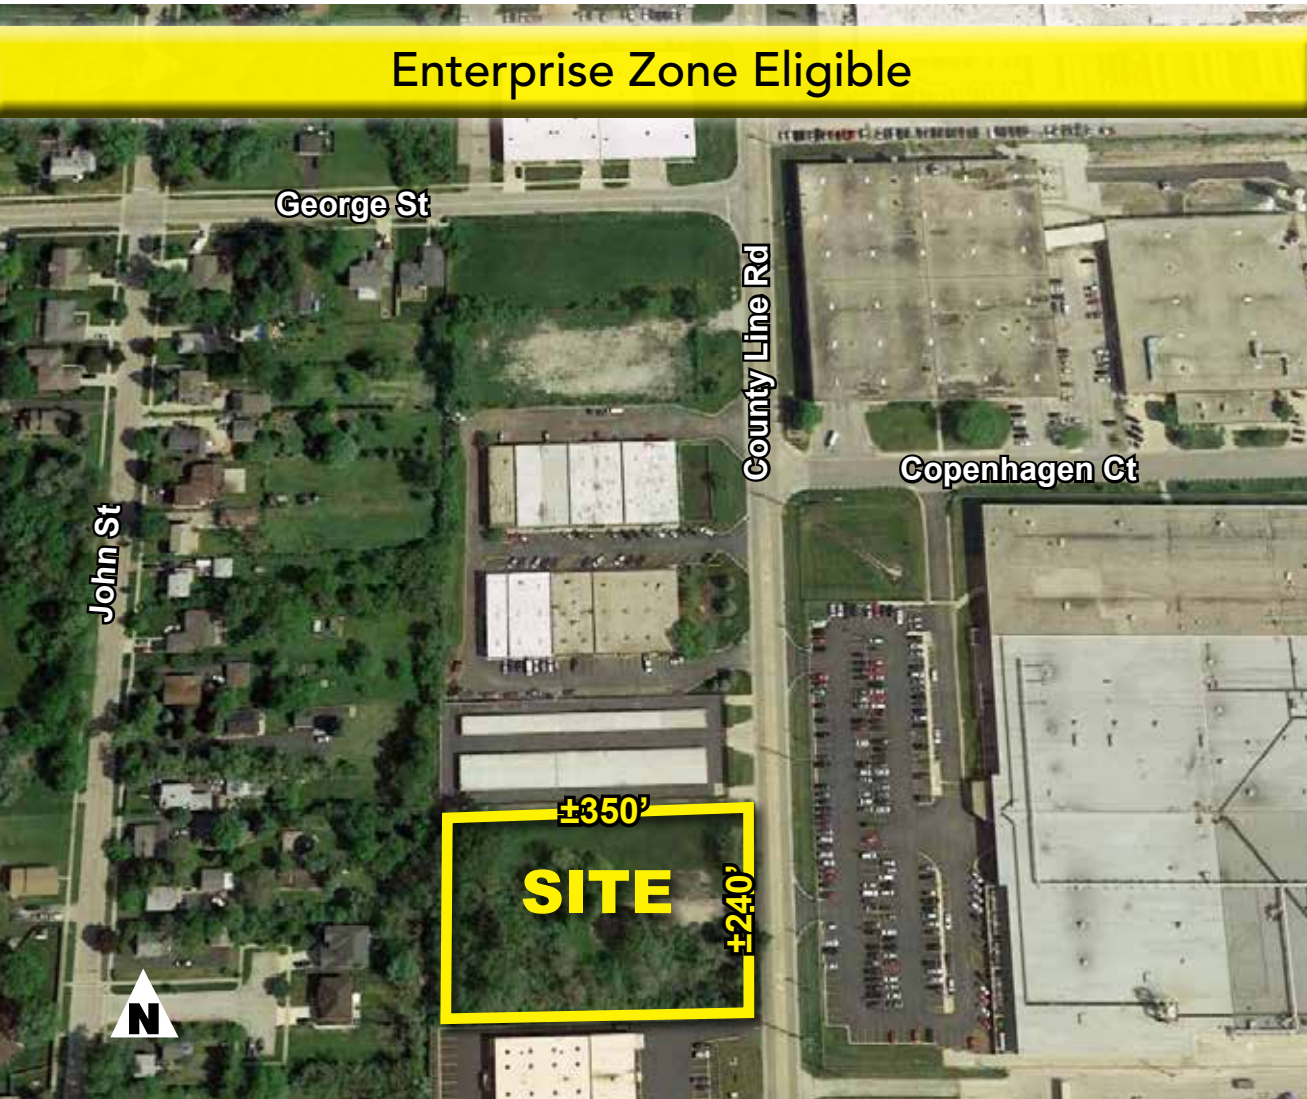 Enterprise Zone Eligible
George St
County Line Rd
Copenhagen Ct
John St
±350’
SITE
±240’
N